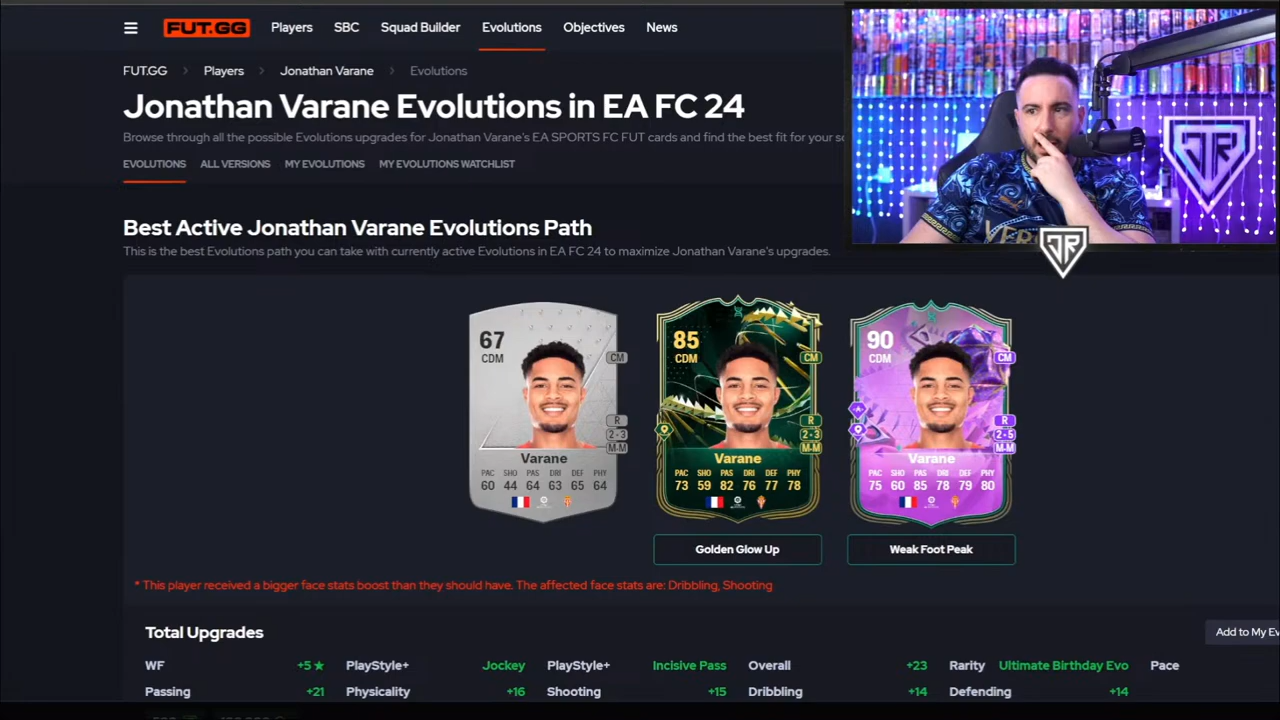 FUT.GG Players SBC Squad Builder Evolutions Objectives News
FUT.GG > Players > Jonathan Varane > Evolutions
Jonathan Varane Evolutions in EA FC 24
Browse through all the possible Evolutions upgrades for Jonathan Varane's EA SPORTS FC FUT cards and find the best fit for your s
EVOLUTIONS ALL VERSIONS MY EVOLUTIONS MY EVOLUTIONS WATCHLIST
JR
JR
Best Active Jonathan Varane Evolutions Path
This is the best Evolutions path you can take with currently active Evolutions in EA FC 24 to maximize Jonathan Varane's upgrades.
67
CDM
CM
R
2-3
M-M
Varane
PAC SHO PAS DRI DEF PHY
60 44 64 63 65 64
85
CDM
CM
R
2-3
M-M
Varane
PAC SHO PAS DRI DEF PHY
73 59 82 76 77 78
Golden Glow Up
90
CDM
CM
R
2-5
M-M
Varane
PAC SHO PAS DRI DEF PHY
75 60 85 78 79 80
Weak Foot Peak
* This player received a bigger face stats boost than they should have. The affected face stats are: Dribbling, Shooting
Total Upgrades
Add to My Ev
WF +5 ★ PlayStyle+ Jockey PlayStyle+ Incisive Pass Overall +23 Rarity Ultimate Birthday Evo Pace
Passing +21 Physicality +16 Shooting +15 Dribbling +14 Defending +14